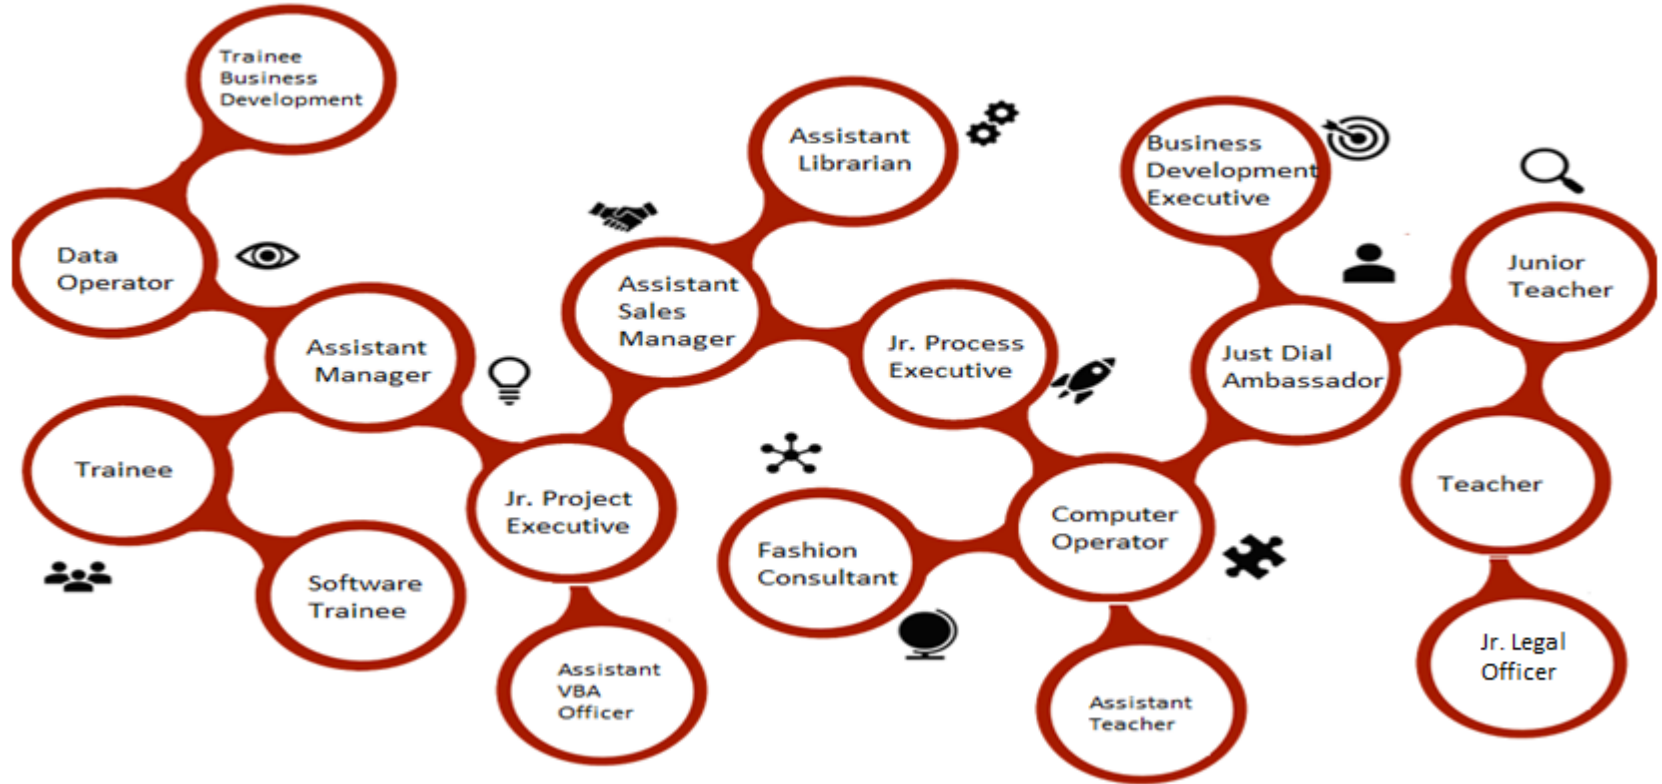 Trainee
Business
Development
Data
Operator
Assistant
Manager
Trainee
Software
Trainee
Jr. Project
Executive
Assistant
VBA
Officer
Assistant
Sales
Manager
Assistant
Librarian
Jr. Process
Executive
Fashion
Consultant
Computer
Operator
Assistant
Teacher
Business
Development
Executive
Just Dial
Ambassador
Junior
Teacher
Teacher
Jr. Legal
Officer